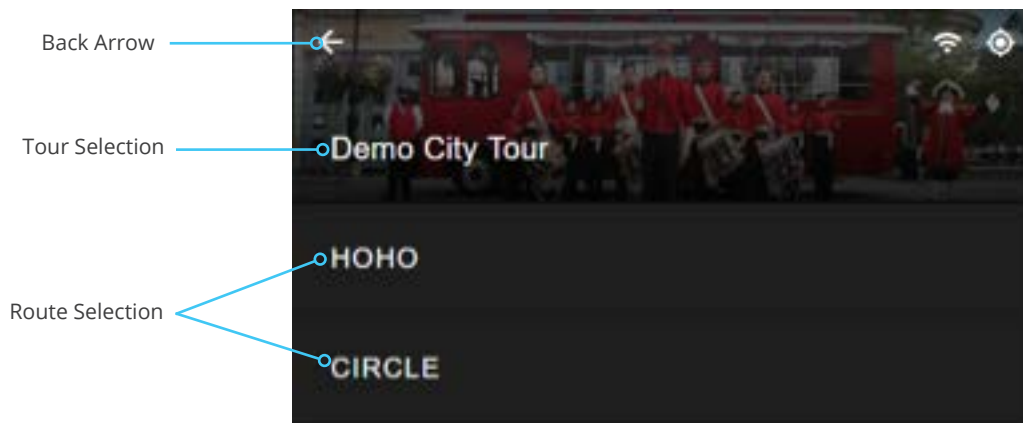 Back Arrow
Tour Selection
Demo City Tour
HOHO
Route Selection
CIRCLE